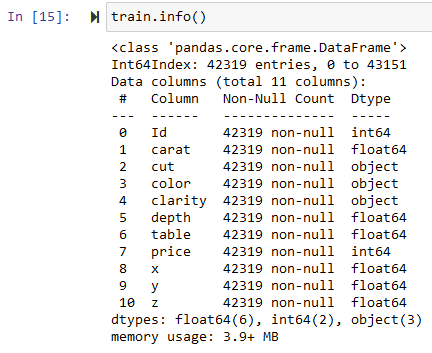 In [15]: train.info()
<class 'pandas.core.frame.DataFrame'>
Int64Index: 42319 entries, 0 to 43151
Data columns (total 11 columns):
 #   Column   Non-Null Count  Dtype
---  ------   --------------  -----
 0   Id       42319 non-null  int64
 1   carat    42319 non-null  float64
 2   cut      42319 non-null  object
 3   color    42319 non-null  object
 4   clarity  42319 non-null  object
 5   depth    42319 non-null  float64
 6   table    42319 non-null  float64
 7   price    42319 non-null  int64
 8   x        42319 non-null  float64
 9   y        42319 non-null  float64
 10  z        42319 non-null  float64
dtypes: float64(6), int64(2), object(3)
memory usage: 3.9+ MB